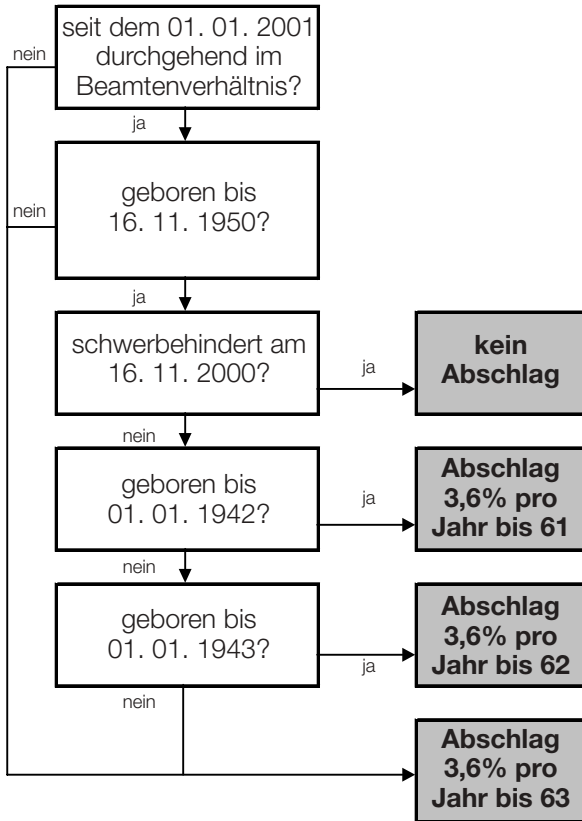 seit dem 01. 01. 2001
durchgehend im
Beamtenverhältnis?
nein
ja
geboren bis
16. 11. 1950?
nein
ja
schwerbehindert am
16. 11. 2000?
ja
kein
Abschlag
nein
geboren bis
01. 01. 1942?
ja
Abschlag
3,6% pro
Jahr bis 61
nein
geboren bis
01. 01. 1943?
ja
Abschlag
3,6% pro
Jahr bis 62
nein
Abschlag
3,6% pro
Jahr bis 63